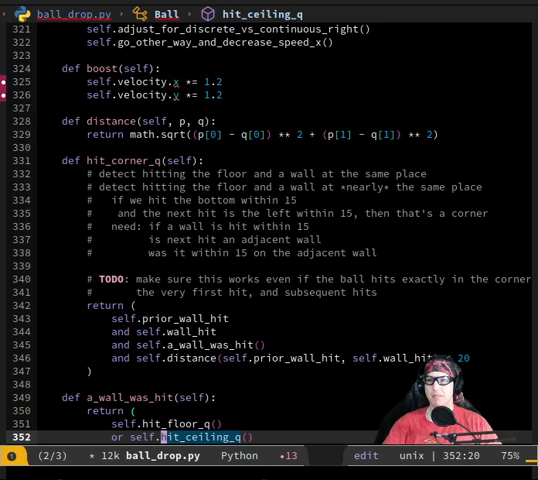 ball_drop.py › Ball › hit_ceiling_q
321 self.adjust_for_discrete_vs_continuous_right()
322 self.go_other_way_and_decrease_speed_x()
323
324 def boost(self):
325 self.velocity.x *= 1.2
326 self.velocity.y *= 1.2
327
328 def distance(self, p, q):
329 return math.sqrt((p[0] - q[0]) ** 2 + (p[1] - q[1]) ** 2)
330
331 def hit_corner_q(self):
332 # detect hitting the floor and a wall at the same place
333 # detect hitting the floor and a wall at *nearly* the same place
334 # if we hit the bottom within 15
335 # and the next hit is the left within 15, then that's a corner
336 # need: if a wall is hit within 15
337 # is next hit an adjacent wall
338 # was it within 15 on the adjacent wall
339
340 # TODO: make sure this works even if the ball hits exactly in the corner
341 # the very first hit, and subsequent hits
342 return (
343 self.prior_wall_hit
344 and self.wall_hit
345 and self.a_wall_was_hit()
346 and self.distance(self.prior_wall_hit, self.wall_hit 20
347 )
348
349 def a_wall_was_hit(self):
350 return (
351 self.hit_floor_q()
352 or self.hit_ceiling_q()
1 (2/3) * 12k ball_drop.py Python •13 edit unix | 352:20 75%